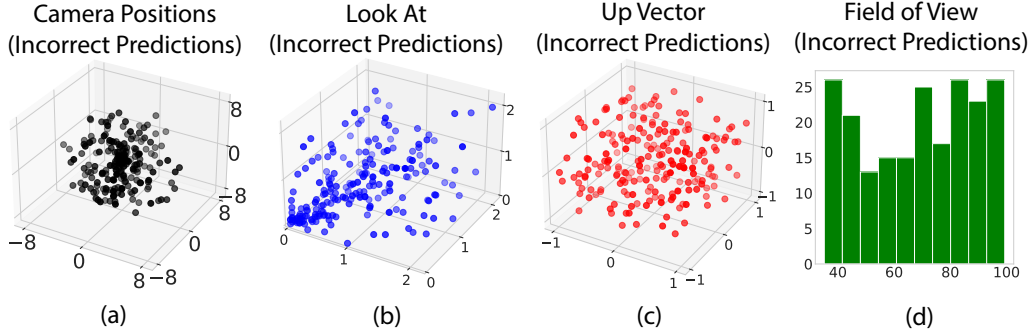 Camera Positions
(Incorrect Predictions)
Look At
(Incorrect Predictions)
Up Vector
(Incorrect Predictions)
Field of View
(Incorrect Predictions)
8
0
−8
8
0
−8
−8
0
8
2
1
0
2
1
0
0
1
2
1
0
−1
1
0
−1
−1
0
1
25
20
15
10
5
0
40 60 80 100
(a)
(b)
(c)
(d)